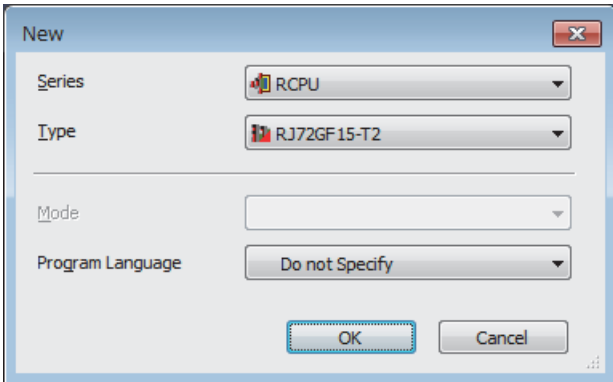 New
Series RCPU
Type RJ72GF15-T2
Mode
Program Language Do not Specify
OK Cancel